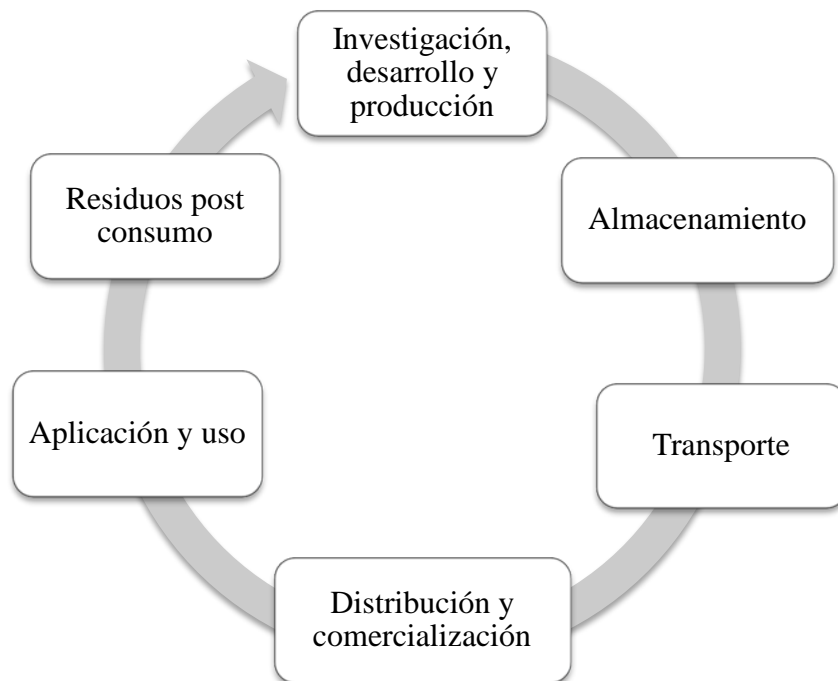 Investigación,
desarrollo y
producción
Almacenamiento
Transporte
Distribución y
comercialización
Aplicación y uso
Residuos post
consumo